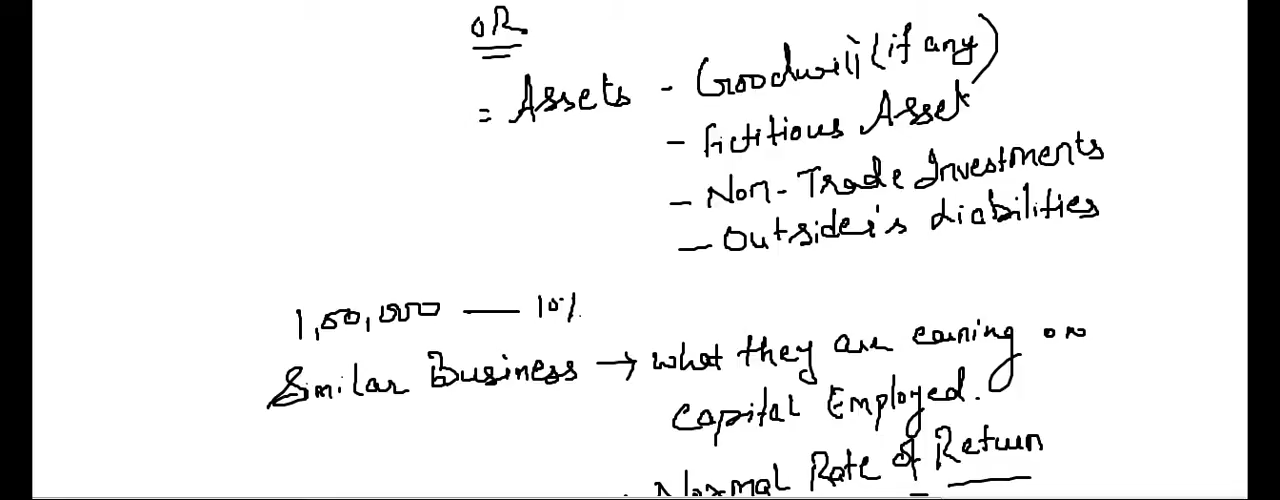 OR
= Assets - Goodwill (if any)
- Fictitious Asset
- Non-Trade Investments
- Outsider's Liabilities
1,50,000 — 10%
Similar Business → what they are earning on
Capital Employed.
Normal Rate of Return